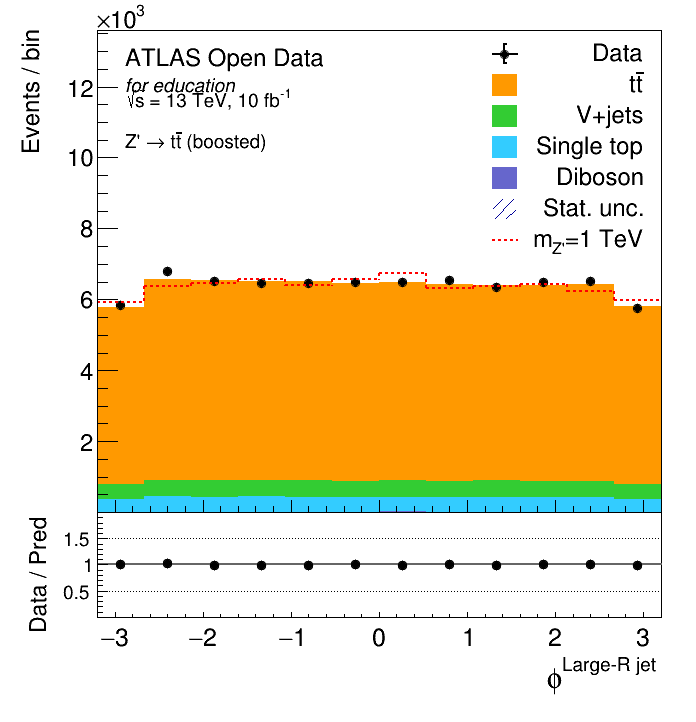 ×10³
Events / bin
12
10
8
6
4
2
ATLAS Open Data
for education
√s = 13 TeV, 10 fb⁻¹
Z' → tt̄ (boosted)
Data
tt̄
V+jets
Single top
Diboson
Stat. unc.
m_Z'=1 TeV
Data / Pred
1.5
1
0.5
−3 −2 −1 0 1 2 3
ϕ^Large-R jet